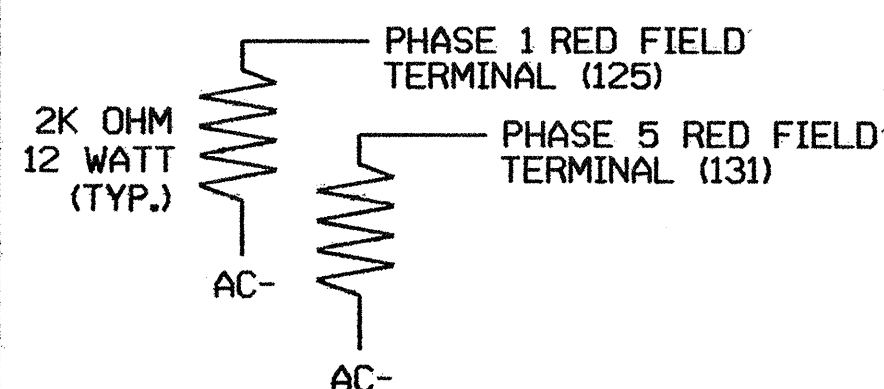 PHASE 1 RED FIELD
TERMINAL (125)
2K OHM
12 WATT
(TYP.)
PHASE 5 RED FIELD
TERMINAL (131)
AC-
AC-